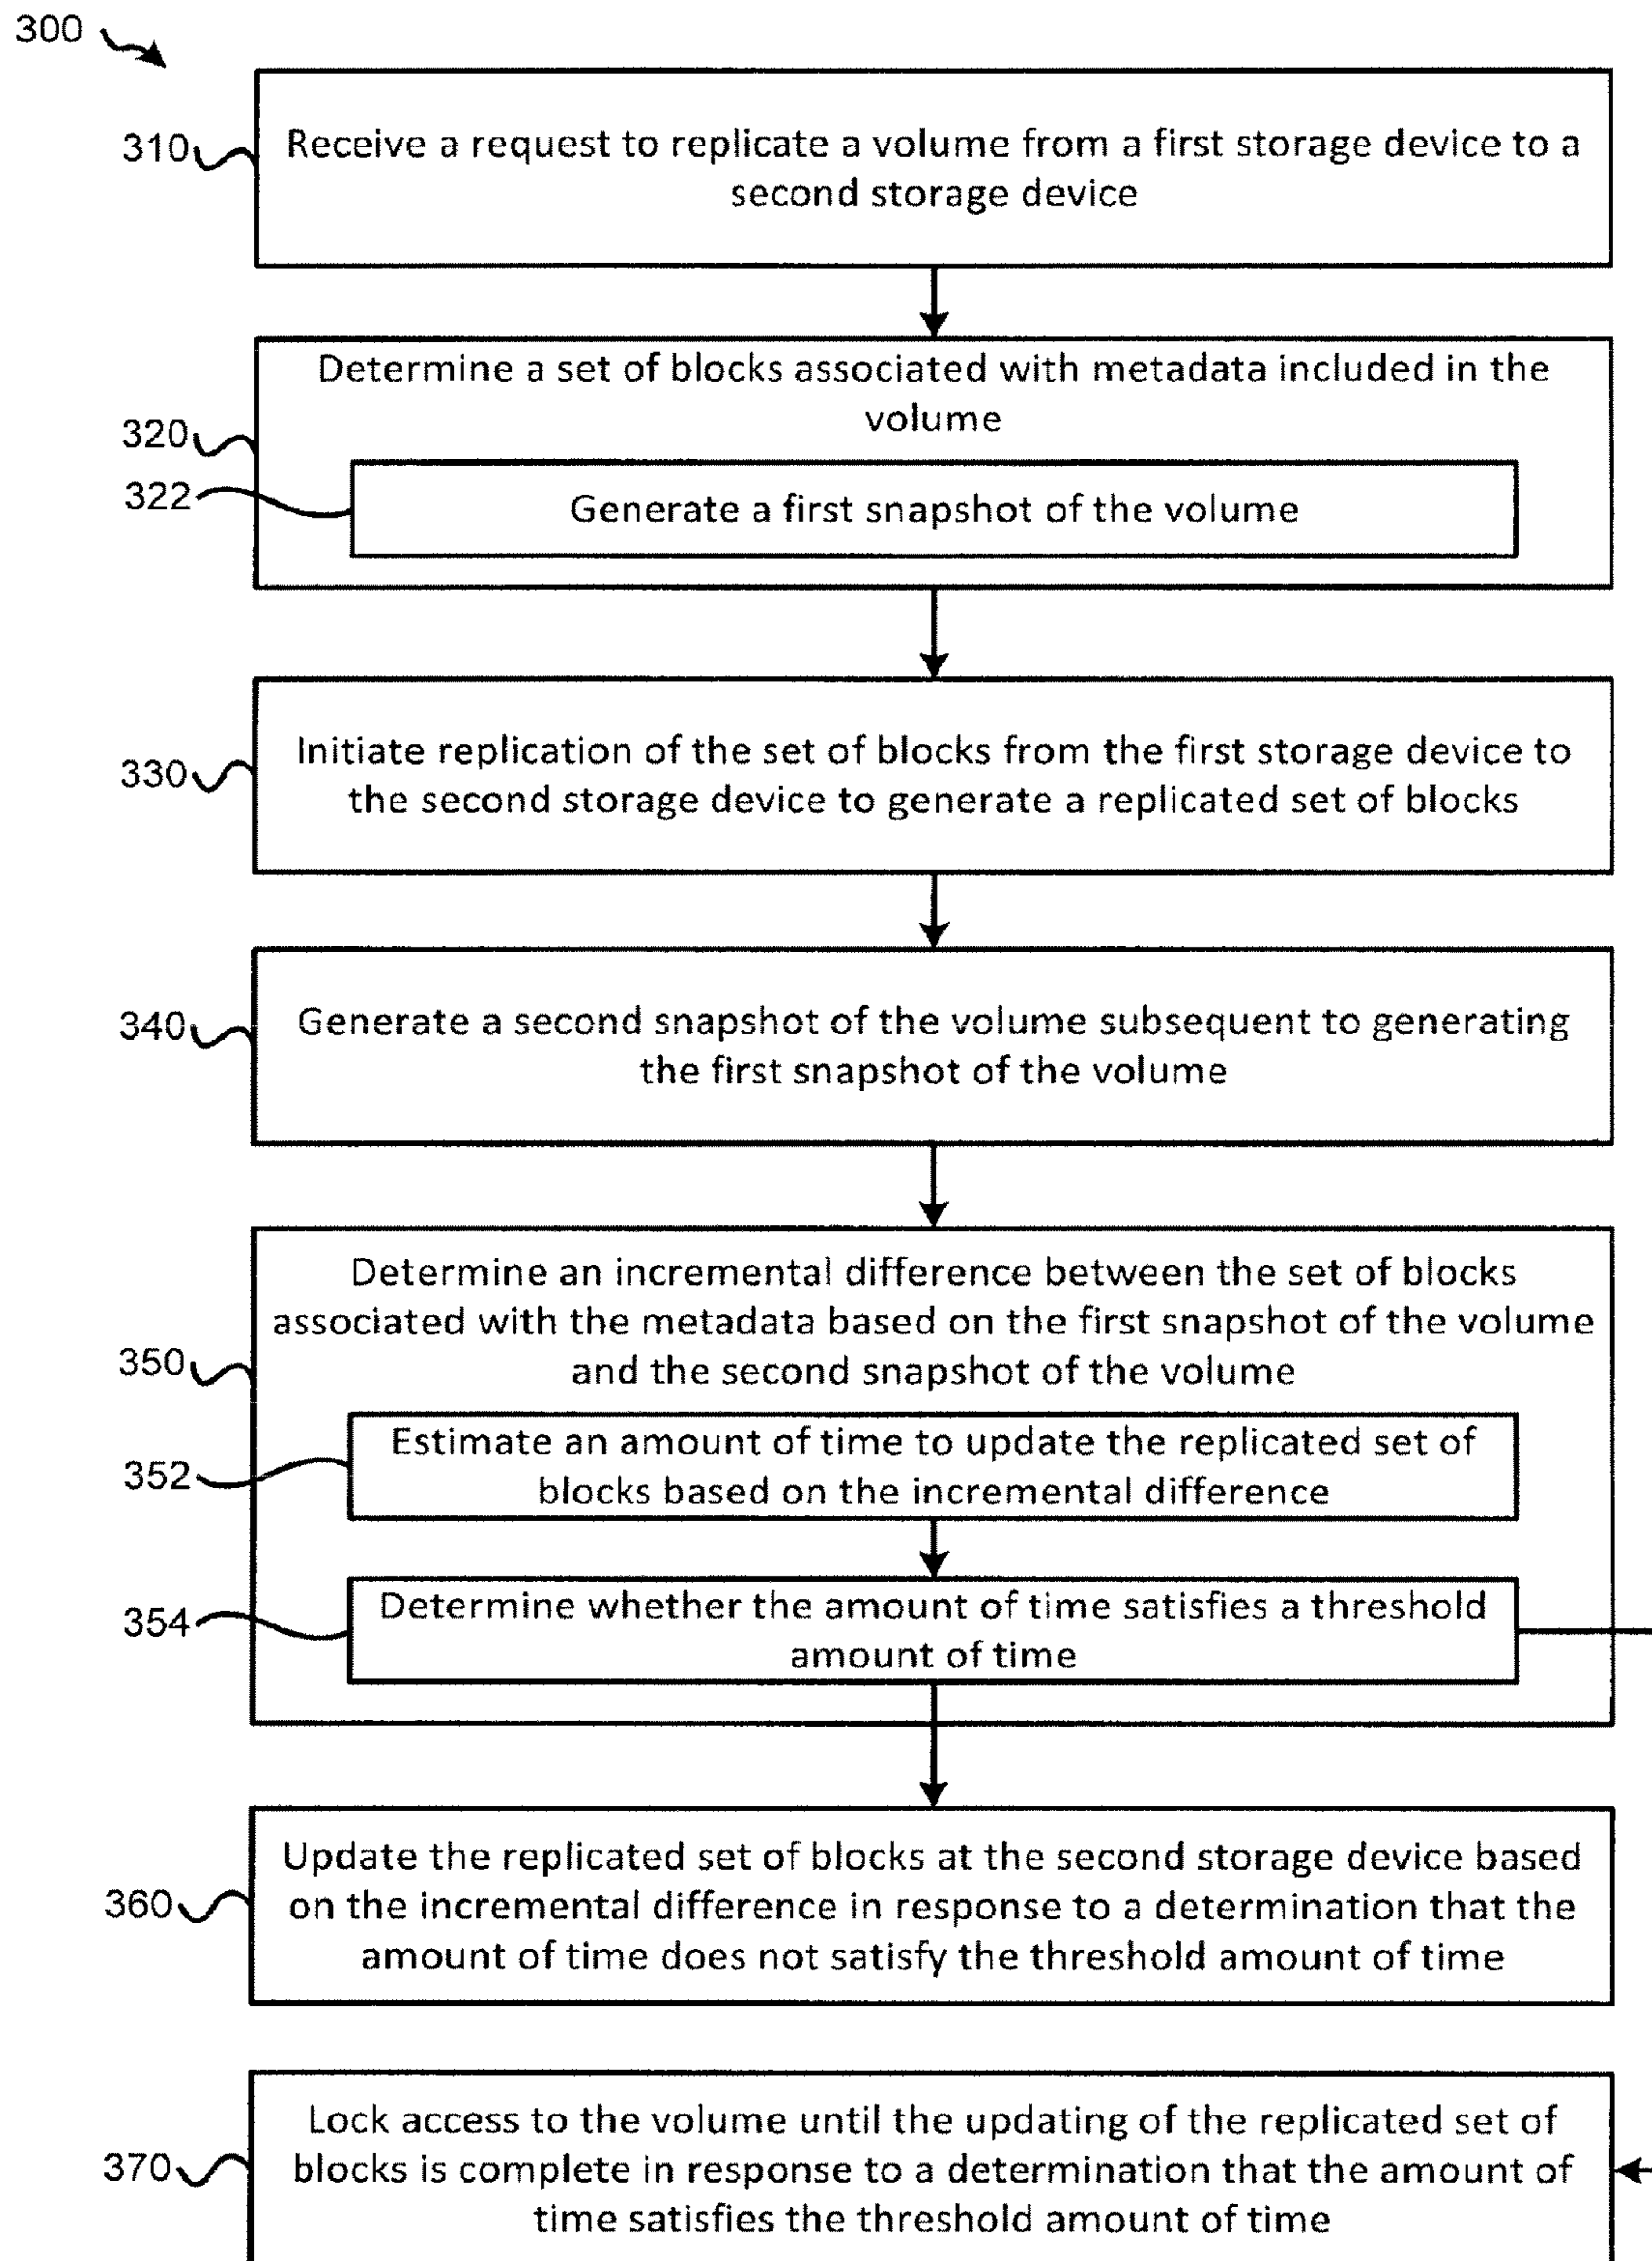 300
310
Receive a request to replicate a volume from a first storage device to a
second storage device
Determine a set of blocks associated with metadata included in the
volume
320
322
Generate a first snapshot of the volume
330
Initiate replication of the set of blocks from the first storage device to
the second storage device to generate a replicated set of blocks
340
Generate a second snapshot of the volume subsequent to generating
the first snapshot of the volume
Determine an incremental difference between the set of blocks
associated with the metadata based on the first snapshot of the volume
and the second snapshot of the volume
350
352
Estimate an amount of time to update the replicated set of
blocks based on the incremental difference
354
Determine whether the amount of time satisfies a threshold
amount of time
360
Update the replicated set of blocks at the second storage device based
on the incremental difference in response to a determination that the
amount of time does not satisfy the threshold amount of time
370
Lock access to the volume until the updating of the replicated set of
blocks is complete in response to a determination that the amount of
time satisfies the threshold amount of time